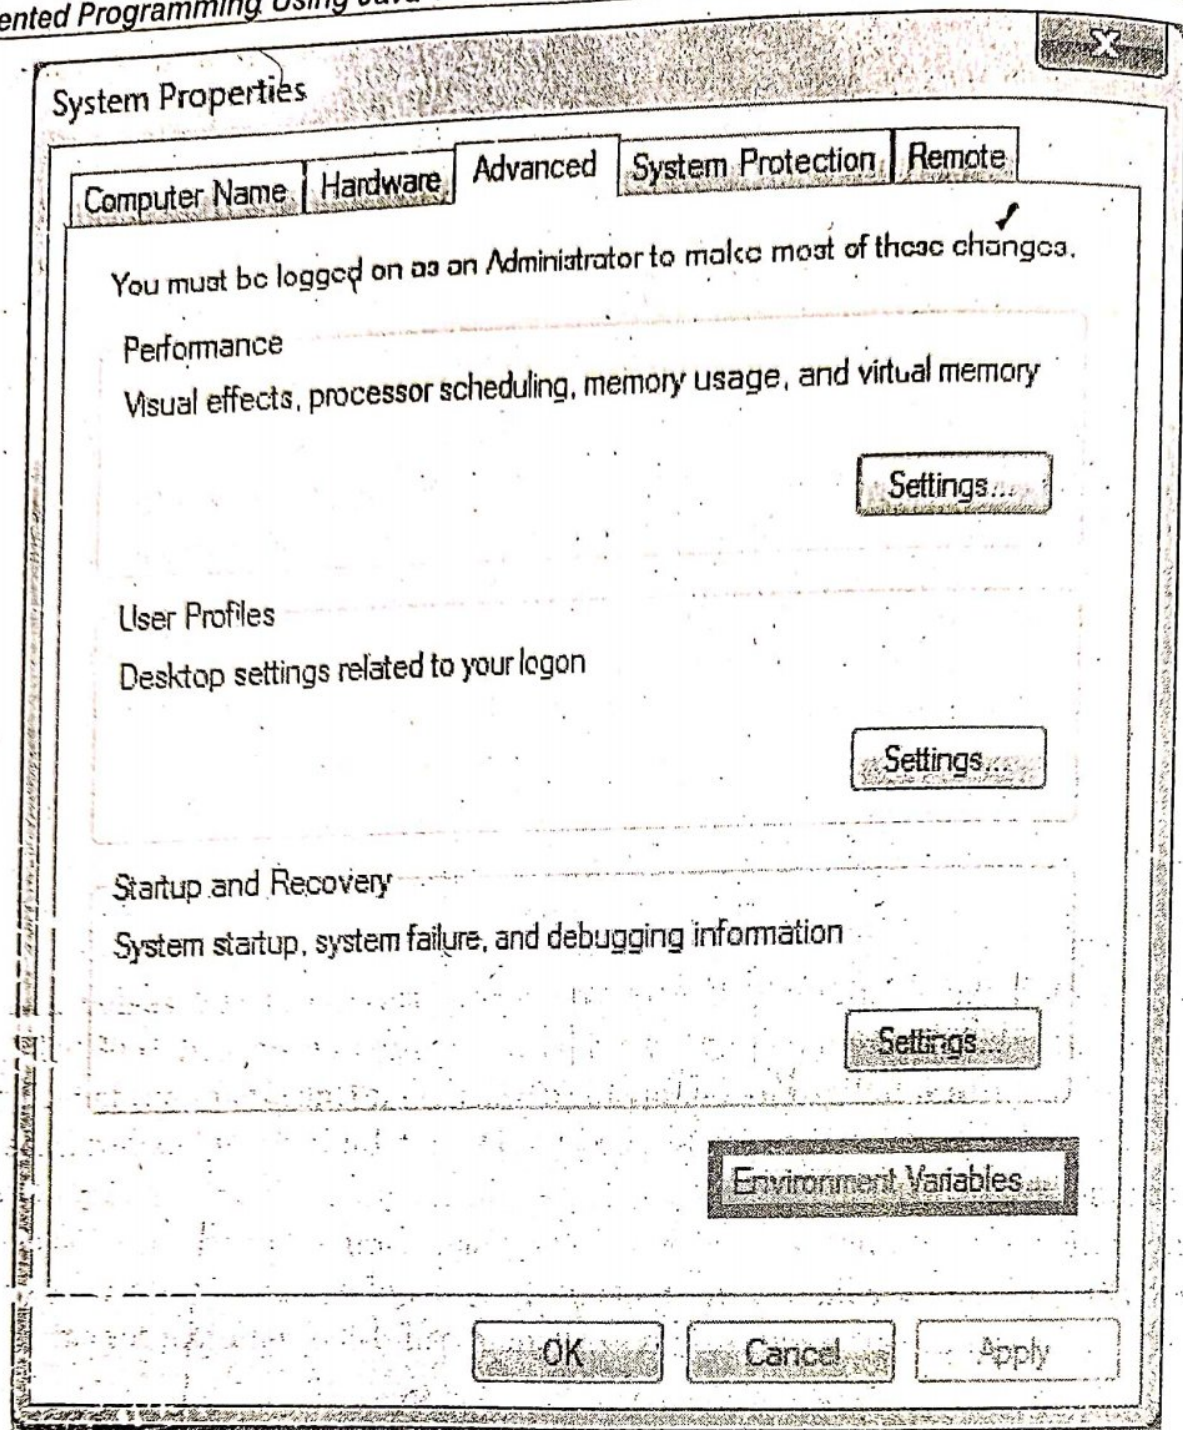 ented Programming Using Java
System Properties
X
Computer Name Hardware Advanced System Protection Remote
You must be logged on as an Administrator to make most of these changes.
Performance
Visual effects, processor scheduling, memory usage, and virtual memory
Settings...
User Profiles
Desktop settings related to your logon
Settings...
Startup and Recovery
System startup, system failure, and debugging information
Settings...
Environment Variables...
OK Cancel Apply